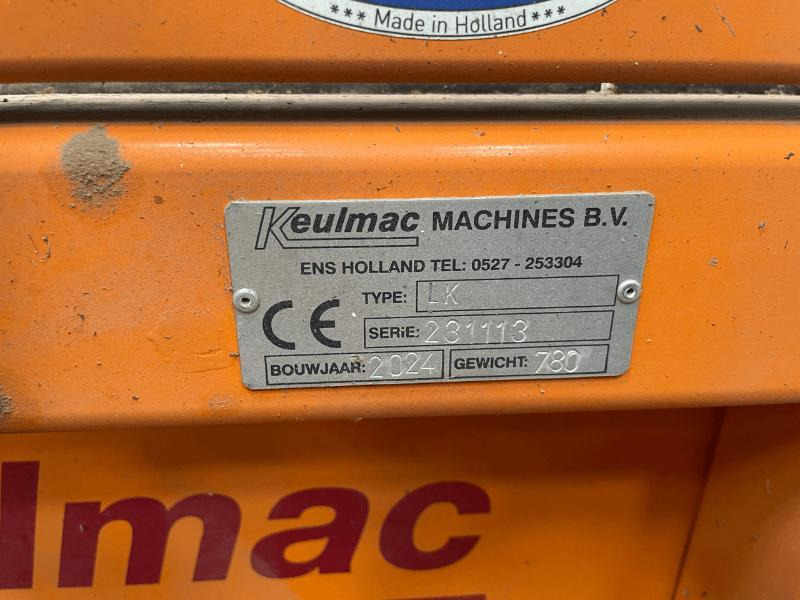 *** Made in Holland ***
Keulmac MACHINES B.V.
ENS HOLLAND TEL: 0527 - 253304
TYPE: LK
CE SERIE: 231113
BOUWJAAR: 2024 GEWICHT: 780
lmac